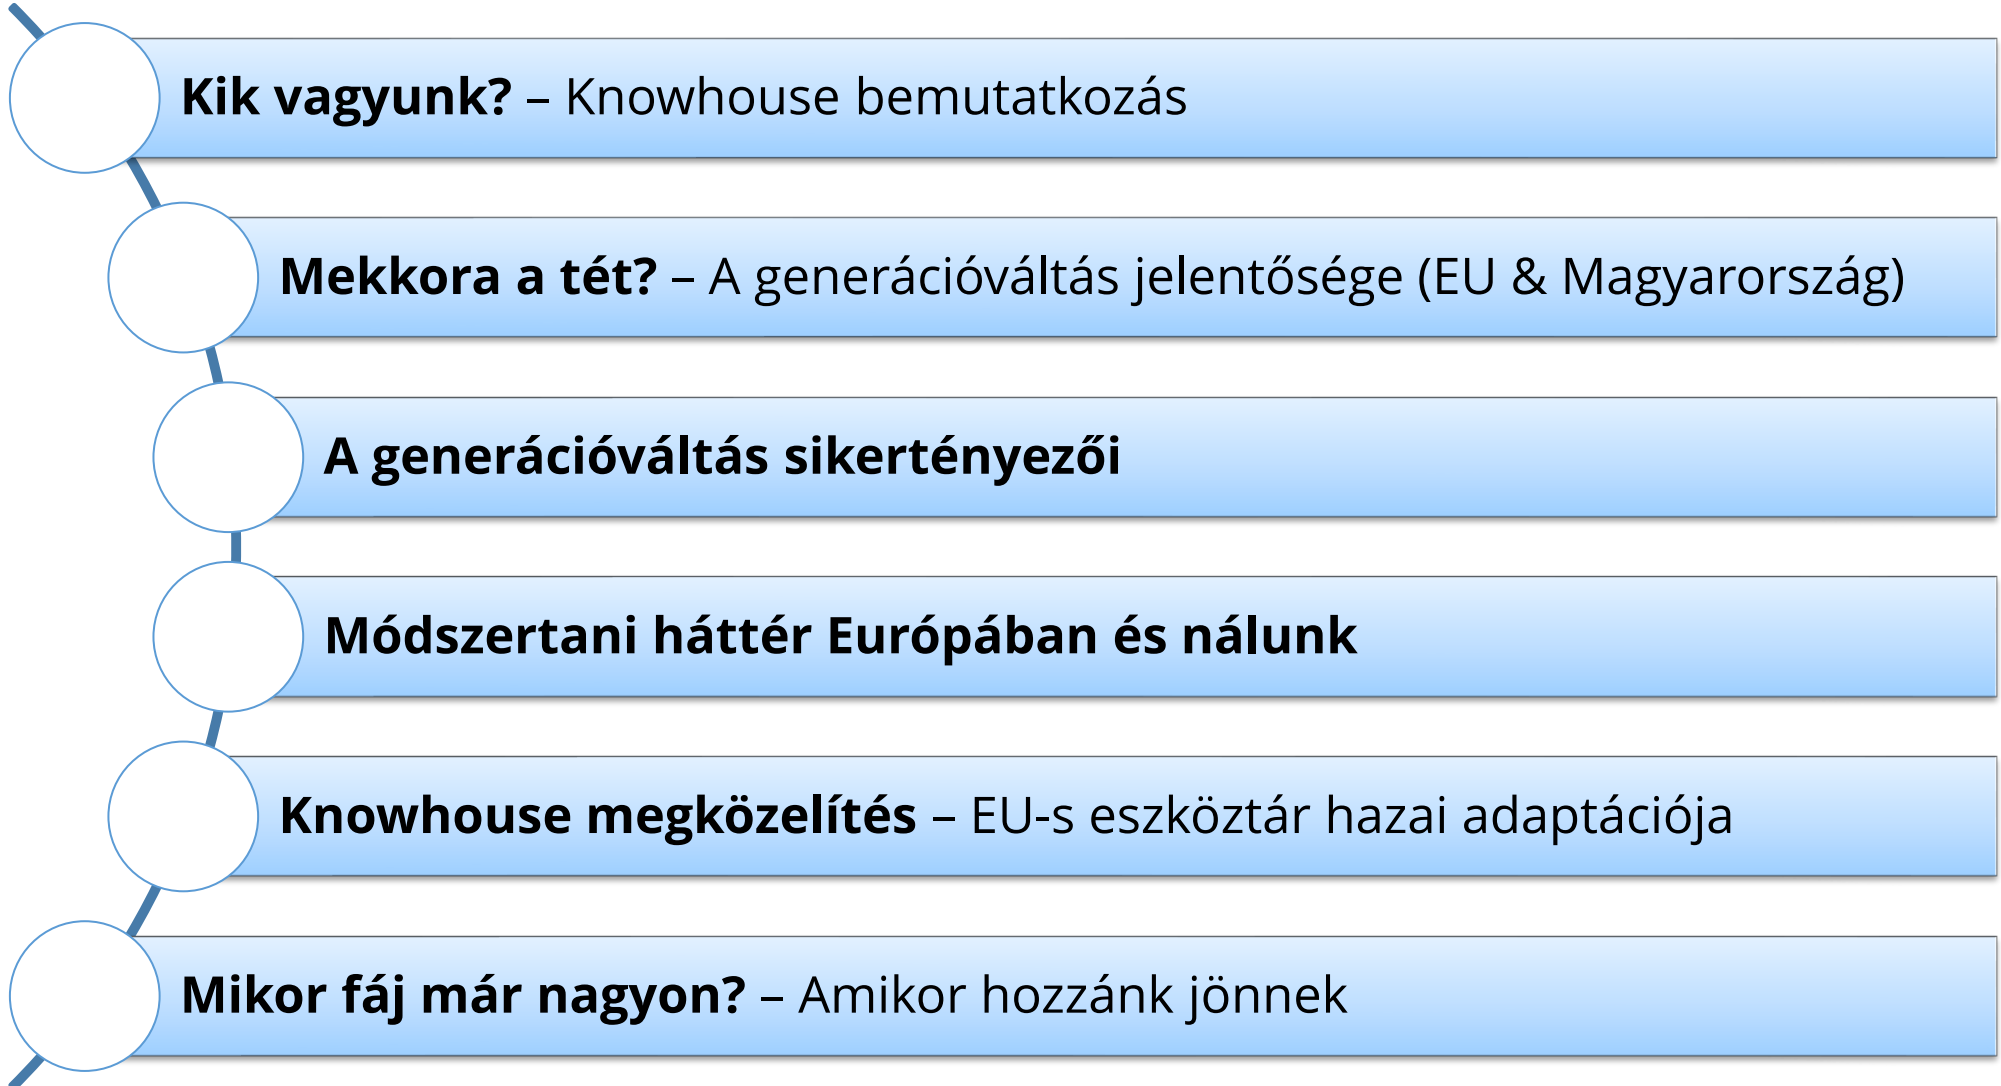 Kik vagyunk? – Knowhouse bemutatkozás
Mekkora a tét? – A generációváltás jelentősége (EU & Magyarország)
A generációváltás sikertényezői
Módszertani háttér Európában és nálunk
Knowhouse megközelítés – EU-s eszköztár hazai adaptációja
Mikor fáj már nagyon? – Amikor hozzánk jönnek